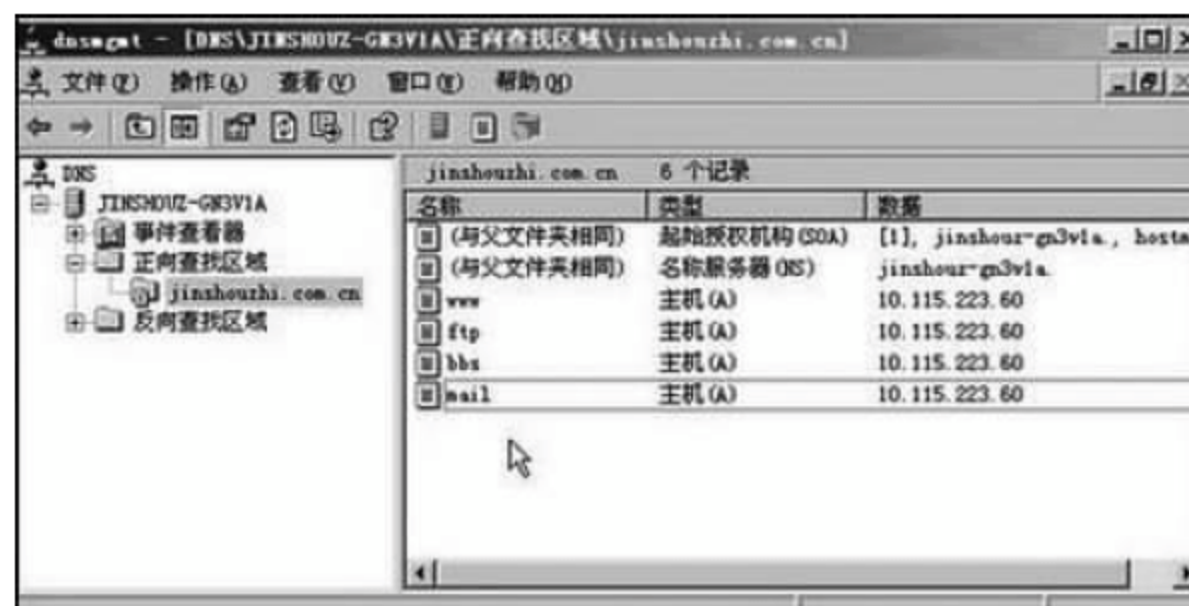 dnsmgmt - [DNS\JINSHOUZ-GN3V1A\正向查找区域\jinshouzhi.com.cn]
文件(F) 操作(A) 查看(V) 窗口(W) 帮助(H)
DNS
JINSHOUZ-GN3V1A
事件查看器
正向查找区域
jinshouzhi.com.cn
反向查找区域
jinshouzhi.com.cn 6 个记录
名称 类型 数据
(与父文件夹相同) 起始授权机构(SOA) [1], jinshouz-gn3v1a., hostm
(与父文件夹相同) 名称服务器(NS) jinshouz-gn3v1a.
www 主机(A) 10.115.223.60
ftp 主机(A) 10.115.223.60
bbs 主机(A) 10.115.223.60
mail 主机(A) 10.115.223.60